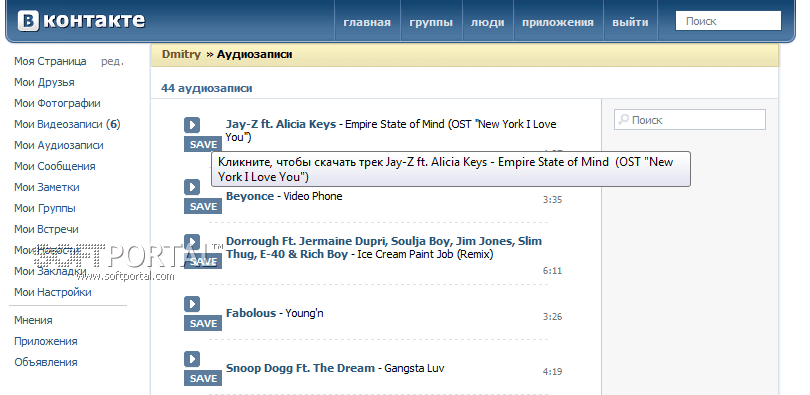 В контакте
главная группы люди приложения выйти Поиск
Dmitry » Аудиозаписи
Моя Страница ред.
Мои Друзья
Мои Фотографии
Мои Видеозаписи (6)
Мои Аудиозаписи
Мои Сообщения
Мои Заметки
Мои Группы
Мои Встречи
Мои Новости
Мои Закладки
Мои Настройки
Мнения
Приложения
Объявления
44 аудиозаписи
Jay-Z ft. Alicia Keys - Empire State of Mind (OST "New York I Love
You")
SAVE
Кликните, чтобы скачать трек Jay-Z ft. Alicia Keys - Empire State of Mind (OST "New
York I Love You")
Beyonce - Video Phone 3:35
SAVE
Dorrough Ft. Jermaine Dupri, Soulja Boy, Jim Jones, Slim
Thug, E-40 & Rich Boy - Ice Cream Paint Job (Remix)
SAVE
6:11
Fabolous - Young'n 3:26
SAVE
Snoop Dogg Ft. The Dream - Gangsta Luv 4:19
SAVE
Поиск
SOFTPORTAL™
www.softportal.com